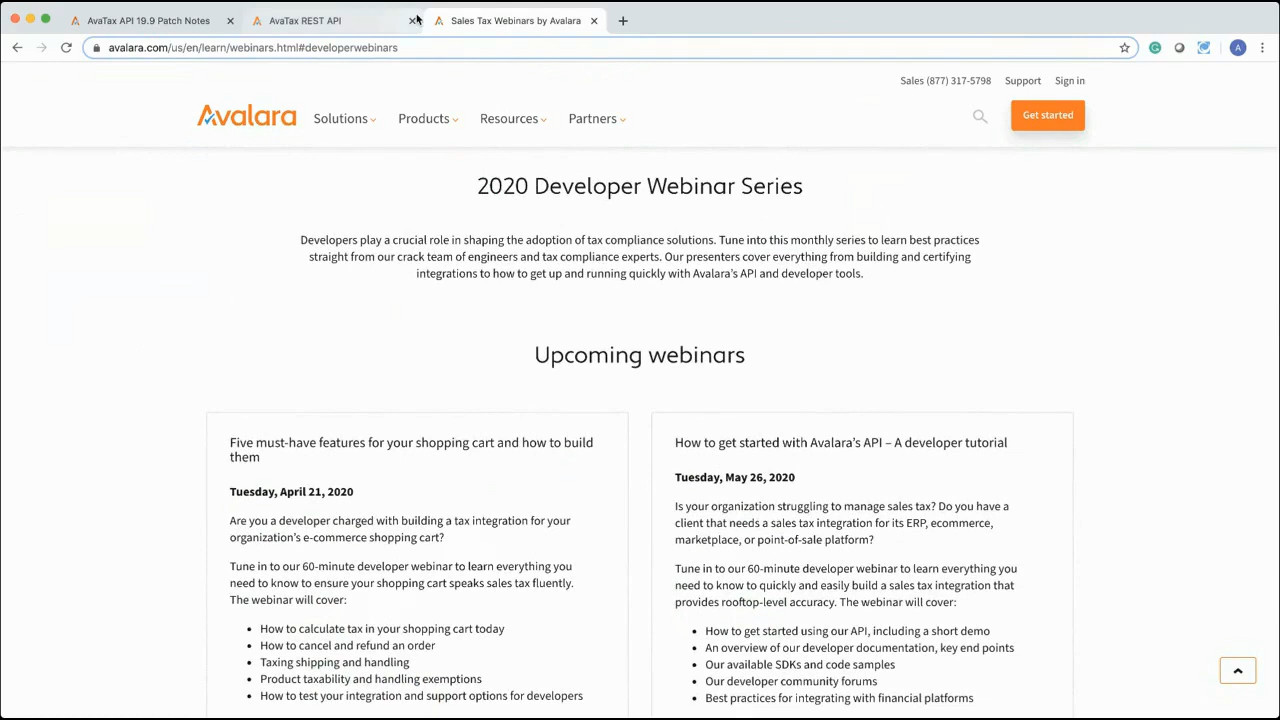 AvaTax API 19.9 Patch Notes
AvaTax REST API
Sales Tax Webinars by Avalara
avalara.com/us/en/learn/webinars.html#developerwebinars
A
Sales (877) 317-5798 Support Sign in
Avalara Solutions Products Resources Partners Get started
2020 Developer Webinar Series
Developers play a crucial role in shaping the adoption of tax compliance solutions. Tune into this monthly series to learn best practices
straight from our crack team of engineers and tax compliance experts. Our presenters cover everything from building and certifying
integrations to how to get up and running quickly with Avalara’s API and developer tools.
Upcoming webinars
Five must-have features for your shopping cart and how to build
them
Tuesday, April 21, 2020
Are you a developer charged with building a tax integration for your
organization’s e-commerce shopping cart?
Tune in to our 60-minute developer webinar to learn everything you
need to know to ensure your shopping cart speaks sales tax fluently.
The webinar will cover:
• How to calculate tax in your shopping cart today
• How to cancel and refund an order
• Taxing shipping and handling
• Product taxability and handling exemptions
• How to test your integration and support options for developers
How to get started with Avalara’s API – A developer tutorial
Tuesday, May 26, 2020
Is your organization struggling to manage sales tax? Do you have a
client that needs a sales tax integration for its ERP, ecommerce,
marketplace, or point-of-sale platform?
Tune in to our 60-minute developer webinar to learn everything you
need to know to quickly and easily build a sales tax integration that
provides rooftop-level accuracy. The webinar will cover:
• How to get started using our API, including a short demo
• An overview of our developer documentation, key end points
• Our available SDKs and code samples
• Our developer community forums
• Best practices for integrating with financial platforms